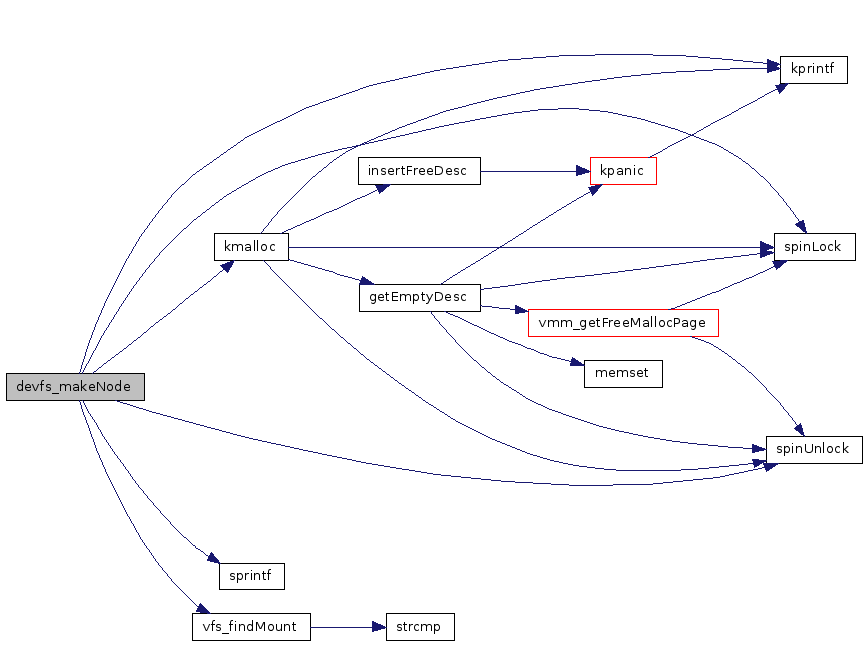 kprintf
insertFreeDesc
kpanic
kmalloc
spinLock
getEmptyDesc
vmm_getFreeMallocPage
memset
devfs_makeNode
spinUnlock
sprintf
vfs_findMount
strcmp